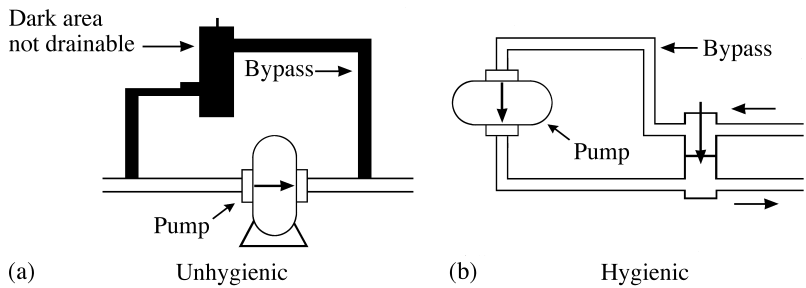 Dark area
not drainable
Bypass
Pump
(a)
Unhygienic
Bypass
Pump
(b)
Hygienic